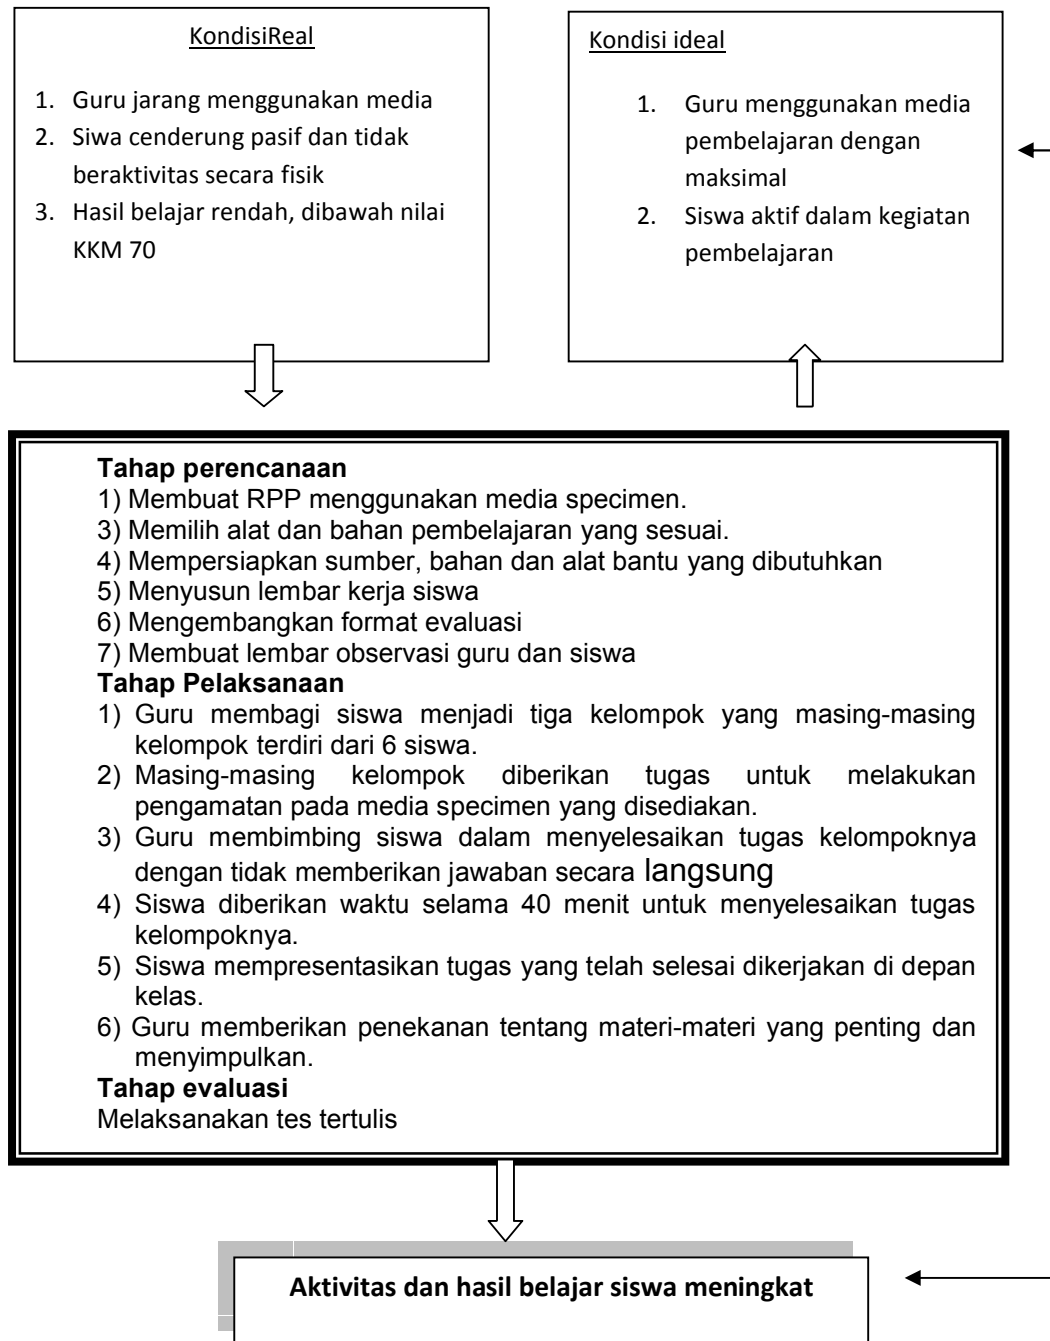 KondisiReal
1. Guru jarang menggunakan media
2. Siwa cenderung pasif dan tidak
beraktivitas secara fisik
3. Hasil belajar rendah, dibawah nilai
KKM 70
Kondisi ideal
1. Guru menggunakan media
pembelajaran dengan
maksimal
2. Siswa aktif dalam kegiatan
pembelajaran
Tahap perencanaan
1) Membuat RPP menggunakan media specimen.
3) Memilih alat dan bahan pembelajaran yang sesuai.
4) Mempersiapkan sumber, bahan dan alat bantu yang dibutuhkan
5) Menyusun lembar kerja siswa
6) Mengembangkan format evaluasi
7) Membuat lembar observasi guru dan siswa
Tahap Pelaksanaan
1) Guru membagi siswa menjadi tiga kelompok yang masing-masing
kelompok terdiri dari 6 siswa.
2) Masing-masing kelompok diberikan tugas untuk melakukan
pengamatan pada media specimen yang disediakan.
3) Guru membimbing siswa dalam menyelesaikan tugas kelompoknya
dengan tidak memberikan jawaban secara langsung
4) Siswa diberikan waktu selama 40 menit untuk menyelesaikan tugas
kelompoknya.
5) Siswa mempresentasikan tugas yang telah selesai dikerjakan di depan
kelas.
6) Guru memberikan penekanan tentang materi-materi yang penting dan
menyimpulkan.
Tahap evaluasi
Melaksanakan tes tertulis
Aktivitas dan hasil belajar siswa meningkat